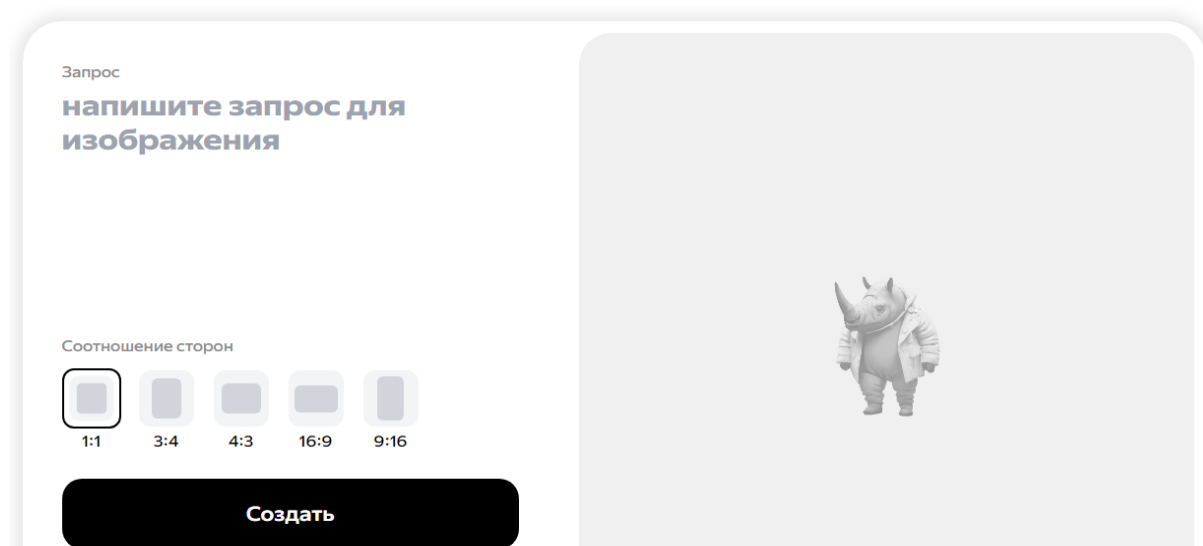 Запрос
напишите запрос для
изображения
Соотношение сторон
1:1 3:4 4:3 16:9 9:16
Создать